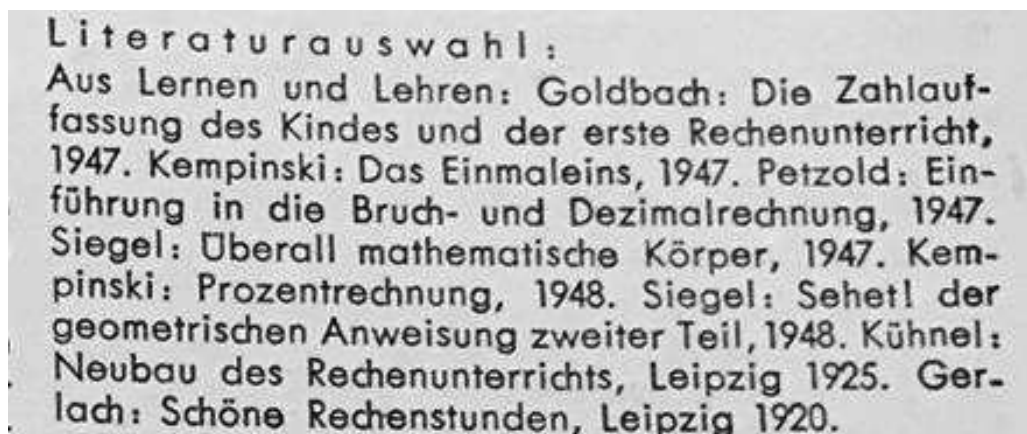 Literaturauswahl:
Aus Lernen und Lehren: Goldbach: Die Zahlauf-
fassung des Kindes und der erste Rechenunterricht,
1947. Kempinski: Das Einmaleins, 1947. Petzold: Ein-
führung in die Bruch- und Dezimalrechnung, 1947.
Siegel: Überall mathematische Körper, 1947. Kem-
pinski: Prozentrechnung, 1948. Siegel: Sehet! der
geometrischen Anweisung zweiter Teil, 1948. Kühnel:
Neubau des Rechenunterrichts, Leipzig 1925. Ger-
lach: Schöne Rechenstunden, Leipzig 1920.